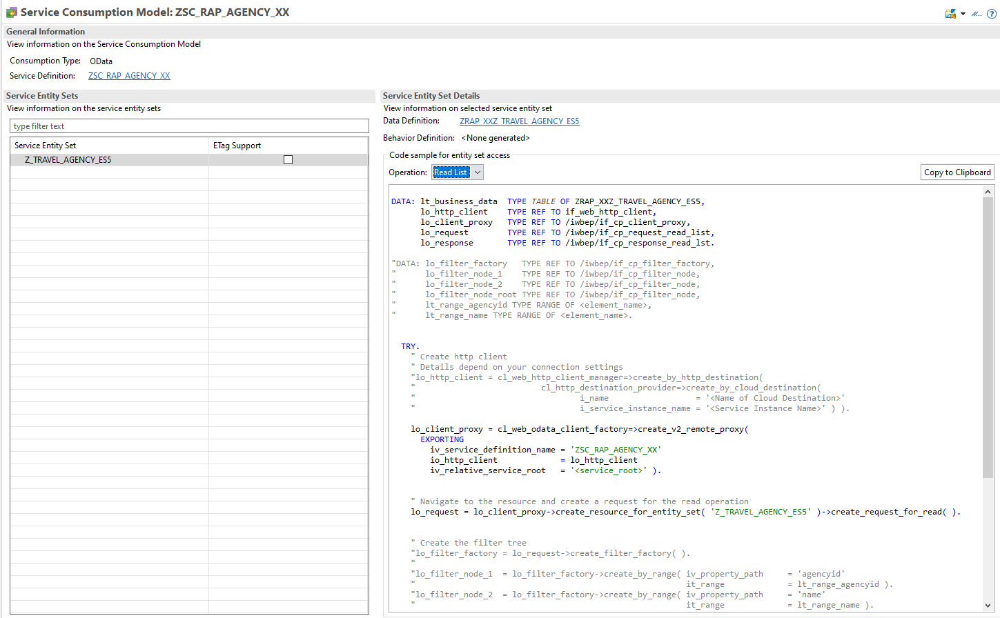 Service Consumption Model: ZSC_RAP_AGENCY_XX
General Information
View information on the Service Consumption Model
Consumption Type: OData
Service Definition: ZSC_RAP_AGENCY_XX
Service Entity Sets
View information on the service entity sets
type filter text
Service Entity Set ETag Support
Z_TRAVEL_AGENCY_ES5
Service Entity Set Details
View information on selected service entity set
Data Definition: ZRAP_XXZ_TRAVEL_AGENCY_ES5
Behavior Definition: <None generated>
Code sample for entity set access
Operation: Read List Copy to Clipboard
DATA: lt_business_data  TYPE TABLE OF ZRAP_XXZ_TRAVEL_AGENCY_ES5,
      lo_http_client    TYPE REF TO if_web_http_client,
      lo_client_proxy   TYPE REF TO /iwbep/if_cp_client_proxy,
      lo_request        TYPE REF TO /iwbep/if_cp_request_read_list,
      lo_response       TYPE REF TO /iwbep/if_cp_response_read_lst.
"DATA: lo_filter_factory   TYPE REF TO /iwbep/if_cp_filter_factory,
"      lo_filter_node_1    TYPE REF TO /iwbep/if_cp_filter_node,
"      lo_filter_node_2    TYPE REF TO /iwbep/if_cp_filter_node,
"      lo_filter_node_root TYPE REF TO /iwbep/if_cp_filter_node,
"      lt_range_agencyid TYPE RANGE OF <element_name>,
"      lt_range_name TYPE RANGE OF <element_name>.
  TRY.
    " Create http client
    " Details depend on your connection settings
    "lo_http_client = cl_web_http_client_manager=>create_by_http_destination(
    "                          cl_http_destination_provider=>create_by_cloud_destination(
    "                                  i_name                  = '<Name of Cloud Destination>'
    "                                  i_service_instance_name = '<Service Instance Name>' ) ).
    lo_client_proxy = cl_web_odata_client_factory=>create_v2_remote_proxy(
      EXPORTING
        iv_service_definition_name = 'ZSC_RAP_AGENCY_XX'
        io_http_client             = lo_http_client
        iv_relative_service_root   = '<service_root>' ).
    " Navigate to the resource and create a request for the read operation
    lo_request = lo_client_proxy->create_resource_for_entity_set( 'Z_TRAVEL_AGENCY_ES5' )->create_request_for_read( ).
    " Create the filter tree
    "lo_filter_factory = lo_request->create_filter_factory( ).
    "
    "lo_filter_node_1  = lo_filter_factory->create_by_range( iv_property_path     = 'agencyid'
    "                                                        it_range             = lt_range_agencyid ).
    "lo_filter_node_2  = lo_filter_factory->create_by_range( iv_property_path     = 'name'
    "                                                        it_range             = lt_range_name ).